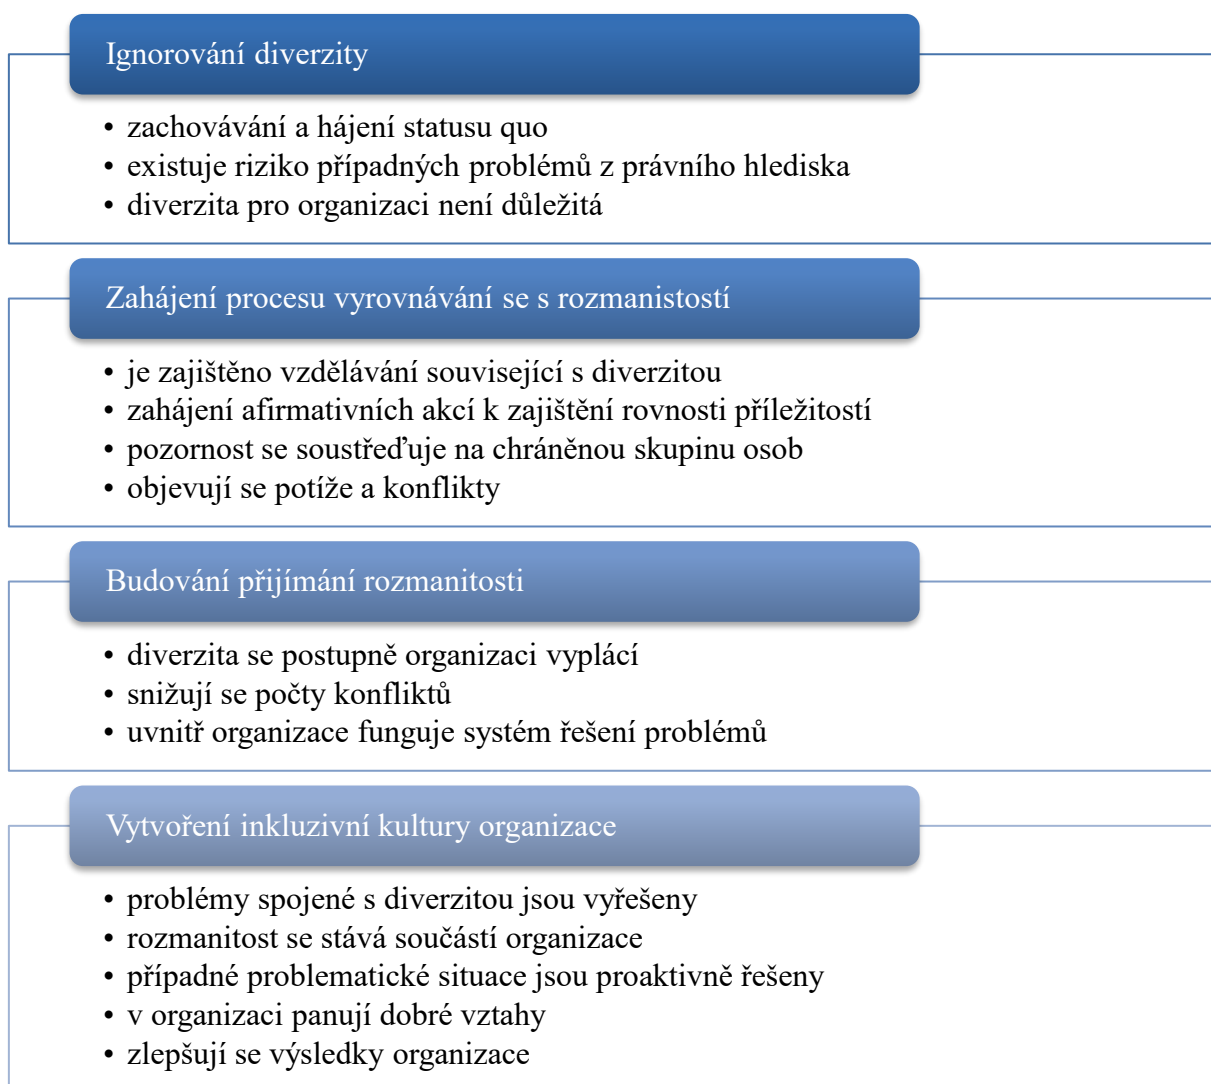 Ignorování diverzity
• zachovávání a hájení statusu quo
• existuje riziko případných problémů z právního hlediska
• diverzita pro organizaci není důležitá
Zahájení procesu vyrovnávání se s rozmanistostí
• je zajištěno vzdělávání související s diverzitou
• zahájení afirmativních akcí k zajištění rovnosti příležitostí
• pozornost se soustřeďuje na chráněnou skupinu osob
• objevují se potíže a konflikty
Budování přijímání rozmanitosti
• diverzita se postupně organizaci vyplácí
• snižují se počty konfliktů
• uvnitř organizace funguje systém řešení problémů
Vytvoření inkluzivní kultury organizace
• problémy spojené s diverzitou jsou vyřešeny
• rozmanitost se stává součástí organizace
• případné problematické situace jsou proaktivně řešeny
• v organizaci panují dobré vztahy
• zlepšují se výsledky organizace